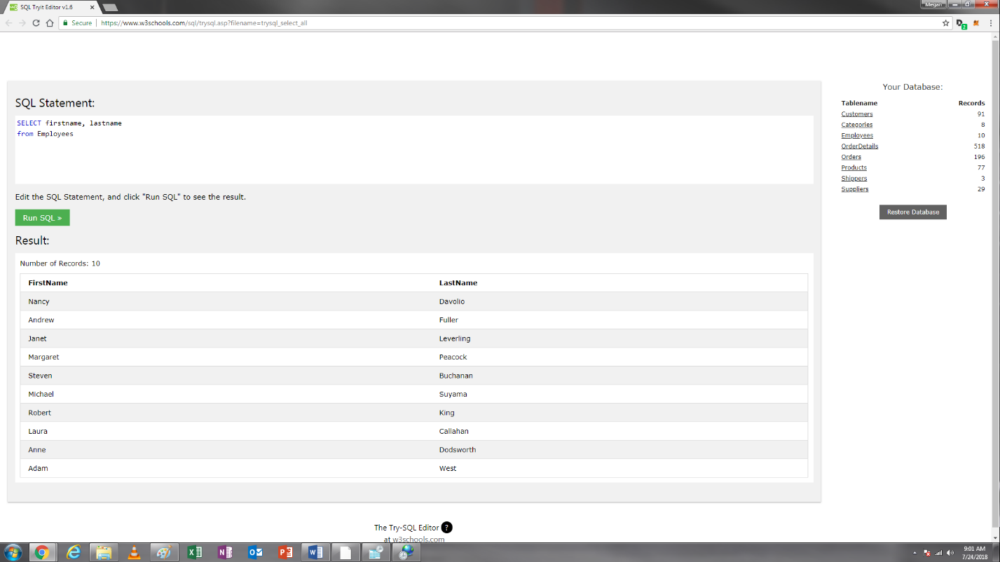 SQL Tryit Editor v1.6
Megan
Secure
https://www.w3schools.com/sql/trysql.asp?filename=trysql_select_all
2
SQL Statement:
SELECT firstname, lastname
from Employees
Edit the SQL Statement, and click "Run SQL" to see the result.
Run SQL »
Result:
Number of Records: 10
FirstName LastName
Nancy Davolio
Andrew Fuller
Janet Leverling
Margaret Peacock
Steven Buchanan
Michael Suyama
Robert King
Laura Callahan
Anne Dodsworth
Adam West
Your Database:
Tablename Records
Customers 91
Categories 8
Employees 10
OrderDetails 518
Orders 196
Products 77
Shippers 3
Suppliers 29
Restore Database
The Try-SQL Editor ?
at w3schools.com
9:01 AM
7/24/2018